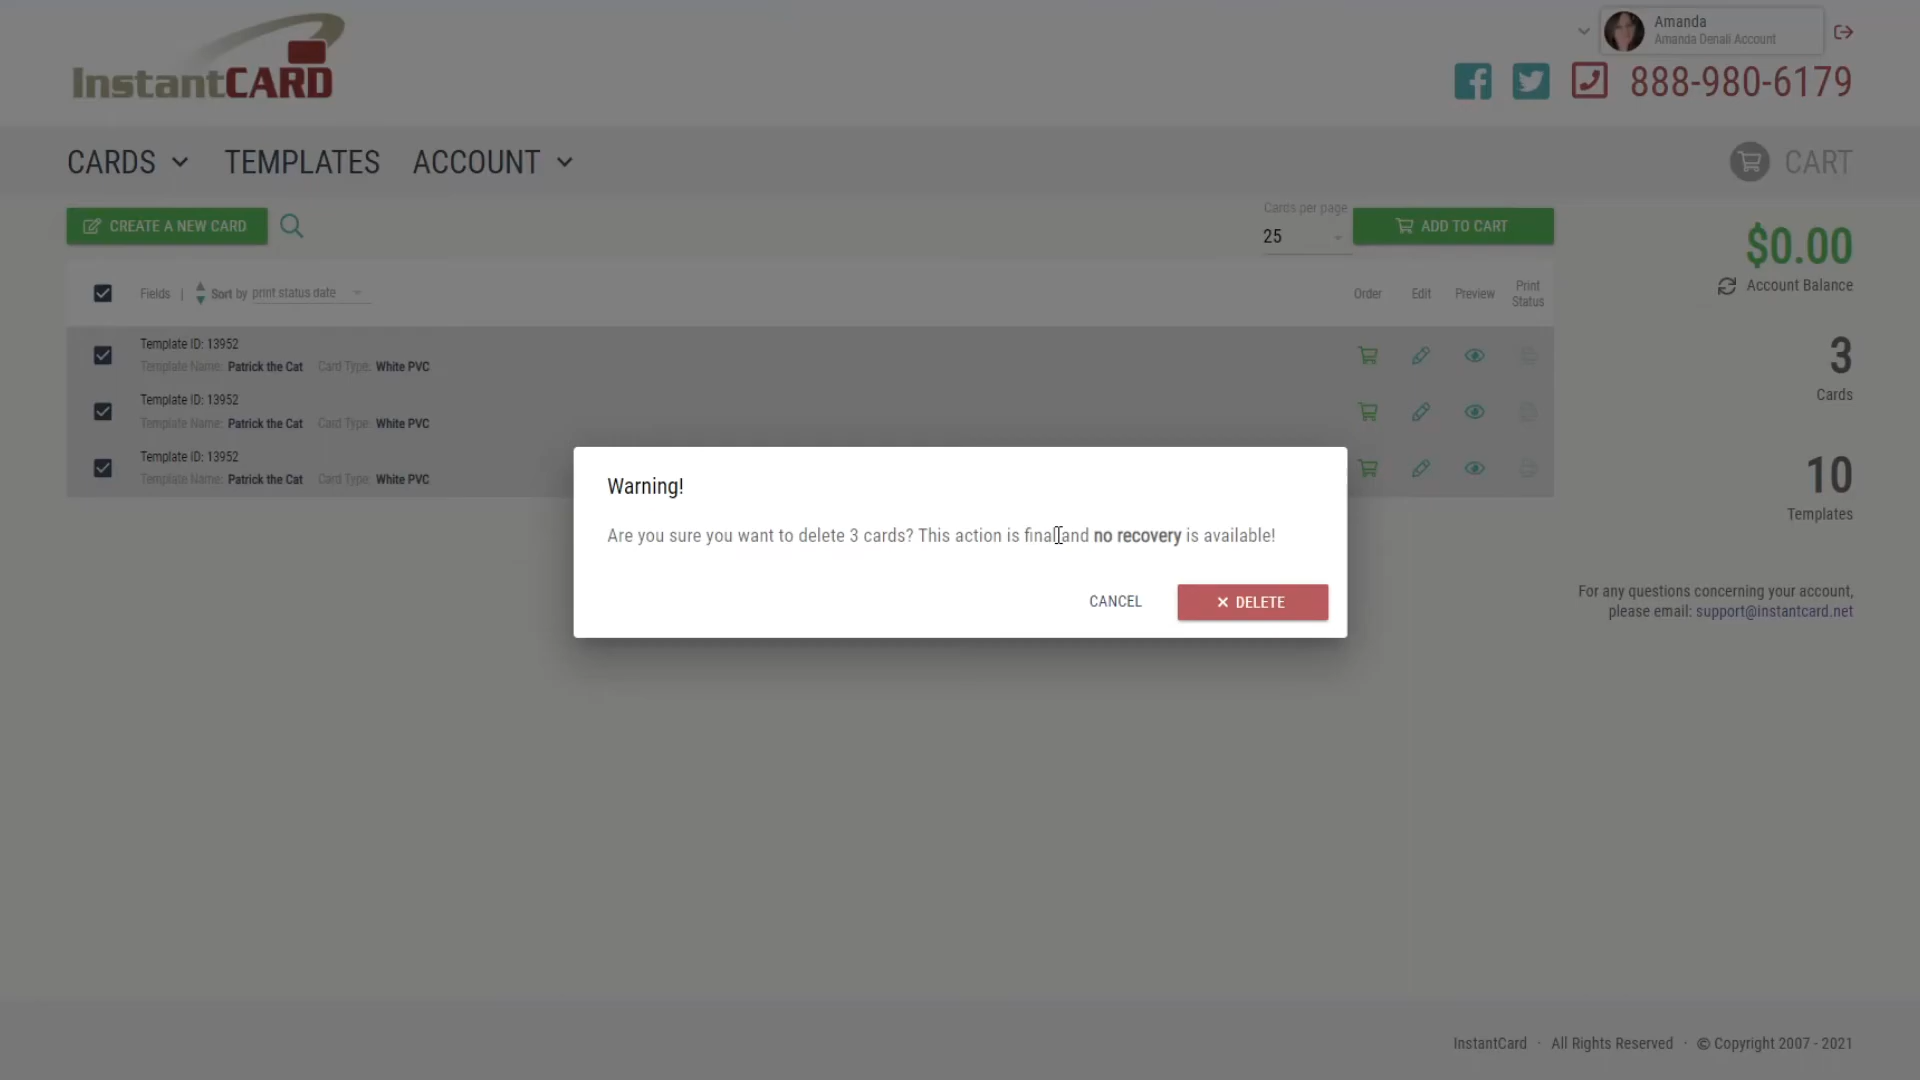 InstantCARD
Amanda
Amanda Denali Account
888-980-6179
CARDS
TEMPLATES
ACCOUNT
CART
CREATE A NEW CARD
Cards per page
25
ADD TO CART
$0.00
Account Balance
Fields | Sort by print status date
Order
Edit
Preview
Print
Status
Template ID: 13952
Template Name: Patrick the Cat Card Type: White PVC
Template ID: 13952
Template Name: Patrick the Cat Card Type: White PVC
Template ID: 13952
Template Name: Patrick the Cat Card Type: White PVC
3
Cards
10
Templates
Warning!
Are you sure you want to delete 3 cards? This action is final and no recovery is available!
CANCEL
DELETE
For any questions concerning your account,
please email: support@instantcard.net
InstantCard · All Rights Reserved · © Copyright 2007 - 2021